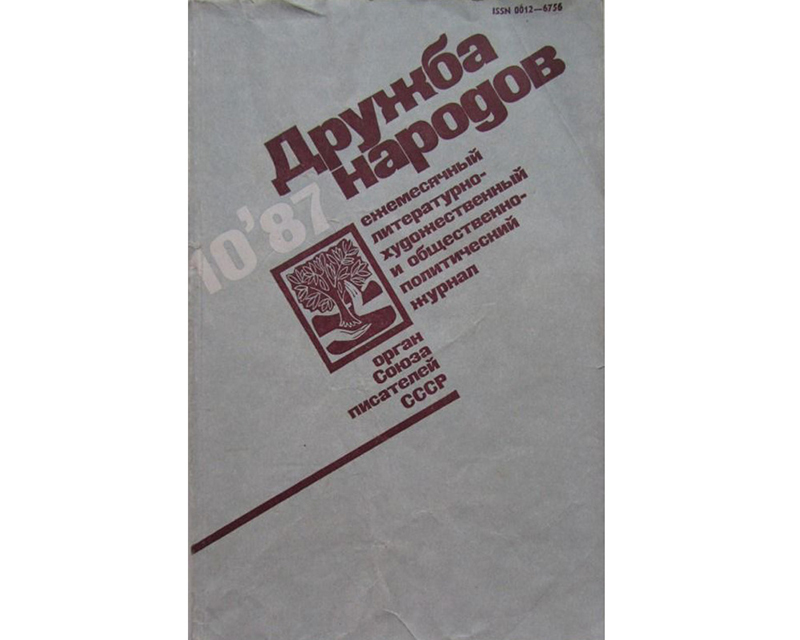 ISSN 0012—6756
Дружба
народов
10'87
ежемесячный
литературно-
художественный
и общественно-
политический
журнал
орган
Союза
писателей
СССР